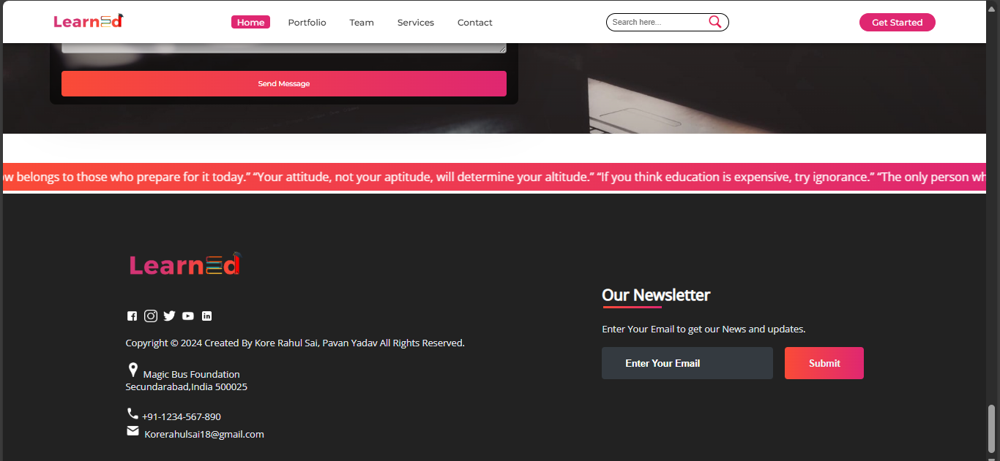 LearnEd
Home
Portfolio
Team
Services
Contact
Search here...
Get Started
Send Message
ow belongs to those who prepare for it today.” “Your attitude, not your aptitude, will determine your altitude.” “If you think education is expensive, try ignorance.” “The only person wh
LearnEd
Copyright © 2024 Created By Kore Rahul Sai, Pavan Yadav All Rights Reserved.
Magic Bus Foundation
Secundarabad,India 500025
+91-1234-567-890
Korerahulsai18@gmail.com
Our Newsletter
Enter Your Email to get our News and updates.
Enter Your Email
Submit